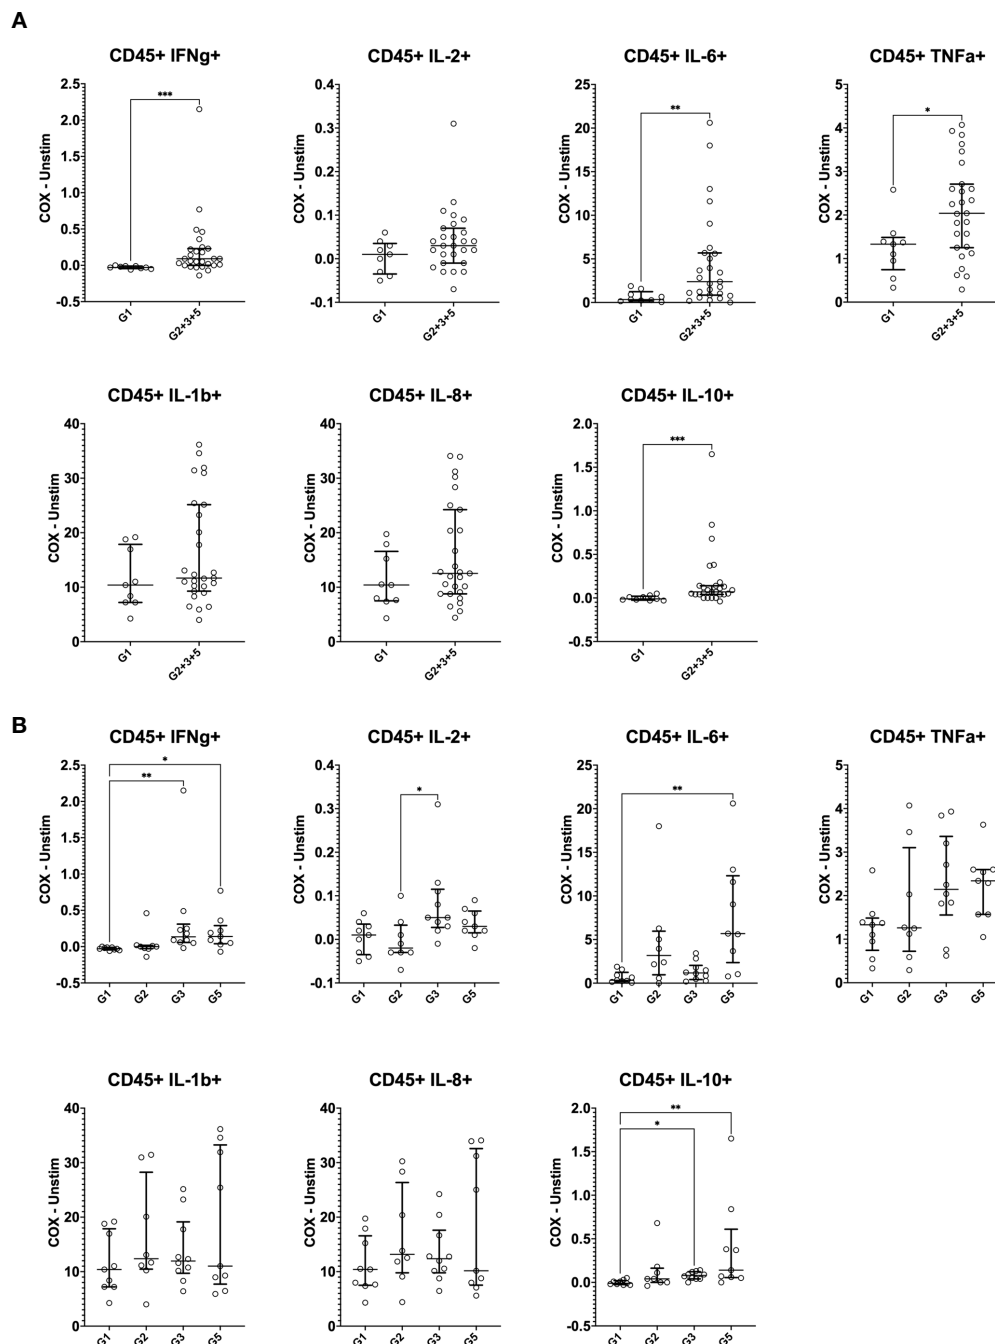 A
CD45+ IFNg+
CD45+ IL-2+
CD45+ IL-6+
CD45+ TNFa+
COX - Unstim
2.5
2.0
1.5
1.0
0.5
0.0
-0.5
***
G1
G2+3+5
COX - Unstim
0.4
0.3
0.2
0.1
0.0
-0.1
G1
G2+3+5
COX - Unstim
25
20
15
10
5
0
**
G1
G2+3+5
COX - Unstim
5
4
3
2
1
0
*
G1
G2+3+5
CD45+ IL-1b+
CD45+ IL-8+
CD45+ IL-10+
COX - Unstim
40
30
20
10
0
G1
G2+3+5
COX - Unstim
40
30
20
10
0
G1
G2+3+5
COX - Unstim
2.0
1.5
1.0
0.5
0.0
-0.5
***
G1
G2+3+5
B
CD45+ IFNg+
CD45+ IL-2+
CD45+ IL-6+
CD45+ TNFa+
COX - Unstim
2.5
2.0
1.5
1.0
0.5
0.0
-0.5
*
**
G1
G2
G3
G5
COX - Unstim
0.4
0.3
0.2
0.1
0.0
-0.1
*
G1
G2
G3
G5
COX - Unstim
25
20
15
10
5
0
**
G1
G2
G3
G5
COX - Unstim
5
4
3
2
1
0
G1
G2
G3
G5
CD45+ IL-1b+
CD45+ IL-8+
CD45+ IL-10+
COX - Unstim
40
30
20
10
0
G1
G2
G3
G5
COX - Unstim
40
30
20
10
0
G1
G2
G3
G5
COX - Unstim
2.0
1.5
1.0
0.5
0.0
-0.5
**
*
G1
G2
G3
G5